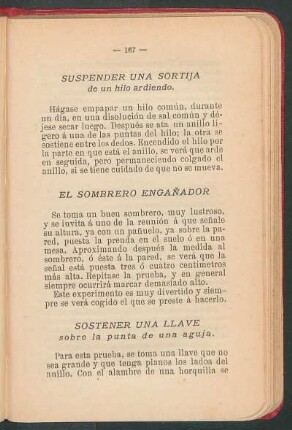 — 167 —
SUSPENDER UNA SORTIJA
de un hilo ardiendo.
Hágase empapar un hilo común, durante
un día, en una disolución de sal común y dé-
jese secar luego. Después se ata un anillo li-
gero á una de las puntas del hilo; la otra se
sostiene entre los dedos. Encendido el hilo por
la parte en que está el anillo, se verá que arde
en seguida, pero permaneciendo colgado el
anillo, si se tiene cuidado de que no se mueva.
EL SOMBRERO ENGAÑADOR
Se toma un buen sombrero, muy lustroso,
y se invita á uno de la reunión á que señale
su altura, ya con un pañuelo, ya sobre la pa-
red, puesta la prenda en el suelo ó en una
mesa. Aproximando después la medida al
sombrero, ó éste á la pared, se verá que la
señal está puesta tres ó cuatro centímetros
más alta. Repítase la prueba, y en general
siempre ocurrirá marcar demasiado alto.
Este experimento es muy divertido y siem-
pre se verá cogido el que se preste á hacerlo.
SOSTENER UNA LLAVE
sobre la punta de una aguja.
Para esta prueba, se toma una llave que no
sea grande y que tenga planos los lados del
anillo. Con el alambre de una horquilla se